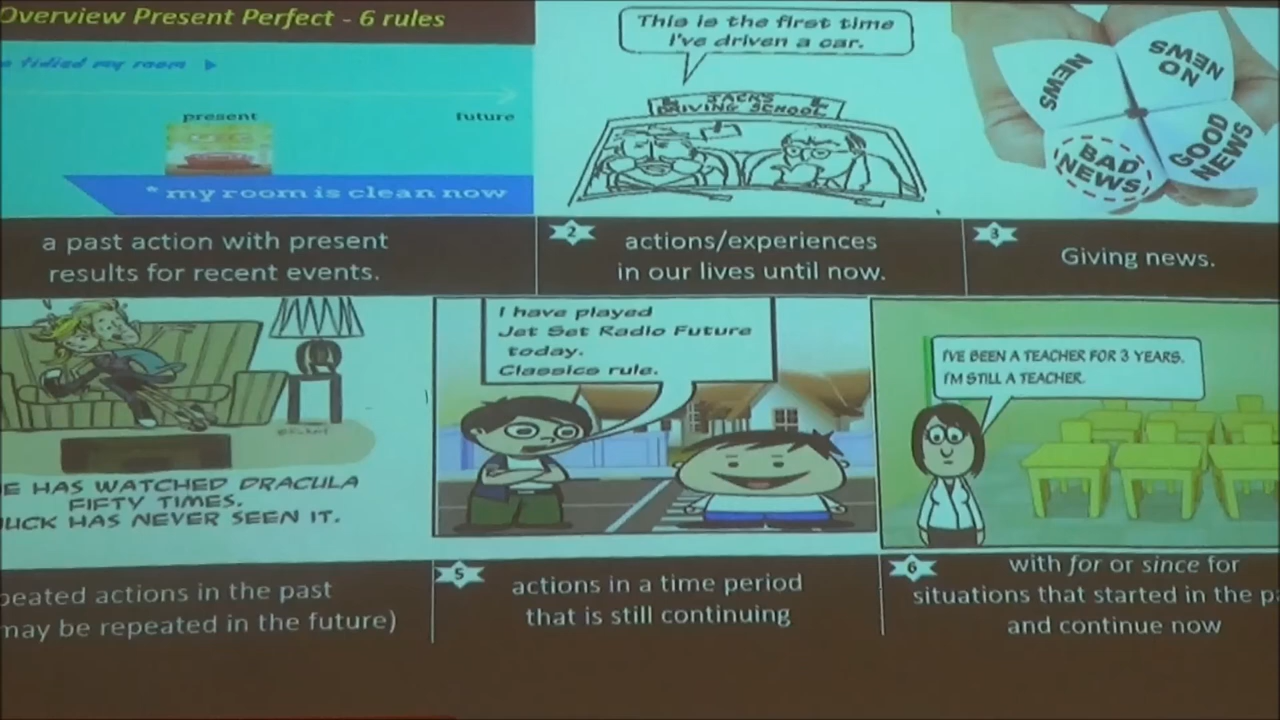 Overview Present Perfect - 6 rules
tidied my room
present
future
* my room is clean now
a past action with present
results for recent events.
This is the first time
I've driven a car.
JACK'S
DRIVING SCHOOL
2
actions/experiences
in our lives until now.
NEWS
NO NEWS
BAD NEWS
GOOD NEWS
3
Giving news.
E HAS WATCHED DRACULA
FIFTY TIMES.
UCK HAS NEVER SEEN IT.
peated actions in the past
may be repeated in the future)
I have played
Jet Set Radio Future
today.
Classics rule.
5
actions in a time period
that is still continuing
I'VE BEEN A TEACHER FOR 3 YEARS.
I'M STILL A TEACHER.
6
with for or since for
situations that started in the pa
and continue now